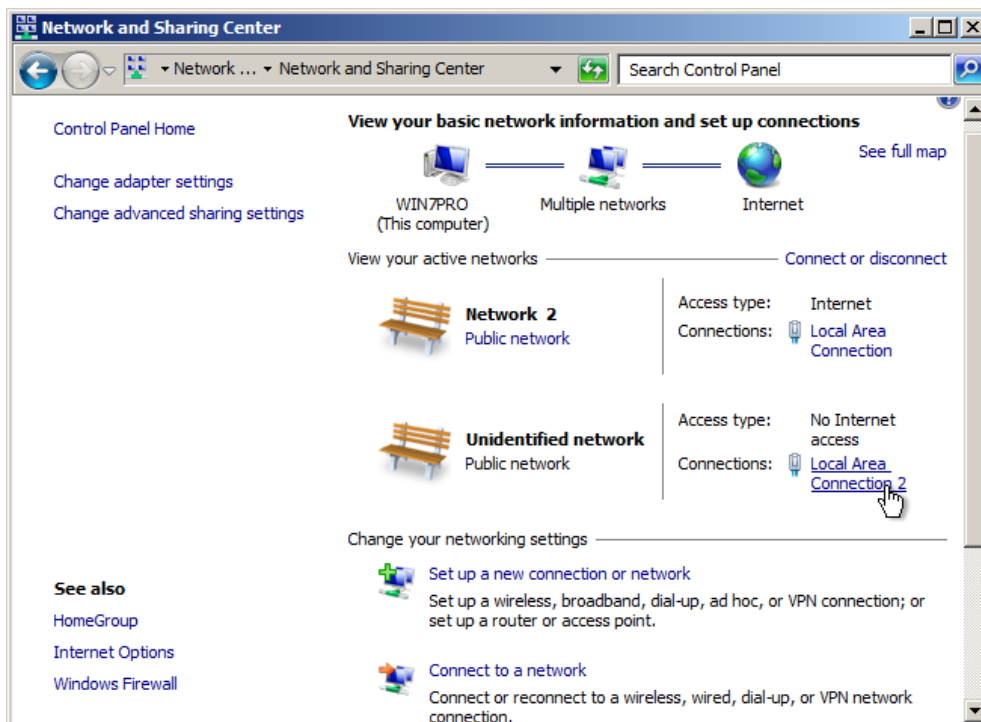 Network and Sharing Center
Network ... Network and Sharing Center
Search Control Panel
Control Panel Home
Change adapter settings
Change advanced sharing settings
View your basic network information and set up connections
See full map
WIN7PRO
(This computer)
Multiple networks
Internet
View your active networks
Connect or disconnect
Network 2
Public network
Access type:
Internet
Connections:
Local Area
Connection
Unidentified network
Public network
Access type:
No Internet
access
Connections:
Local Area
Connection 2
Change your networking settings
Set up a new connection or network
Set up a wireless, broadband, dial-up, ad hoc, or VPN connection; or
set up a router or access point.
Connect to a network
Connect or reconnect to a wireless, wired, dial-up, or VPN network
connection.
See also
HomeGroup
Internet Options
Windows Firewall